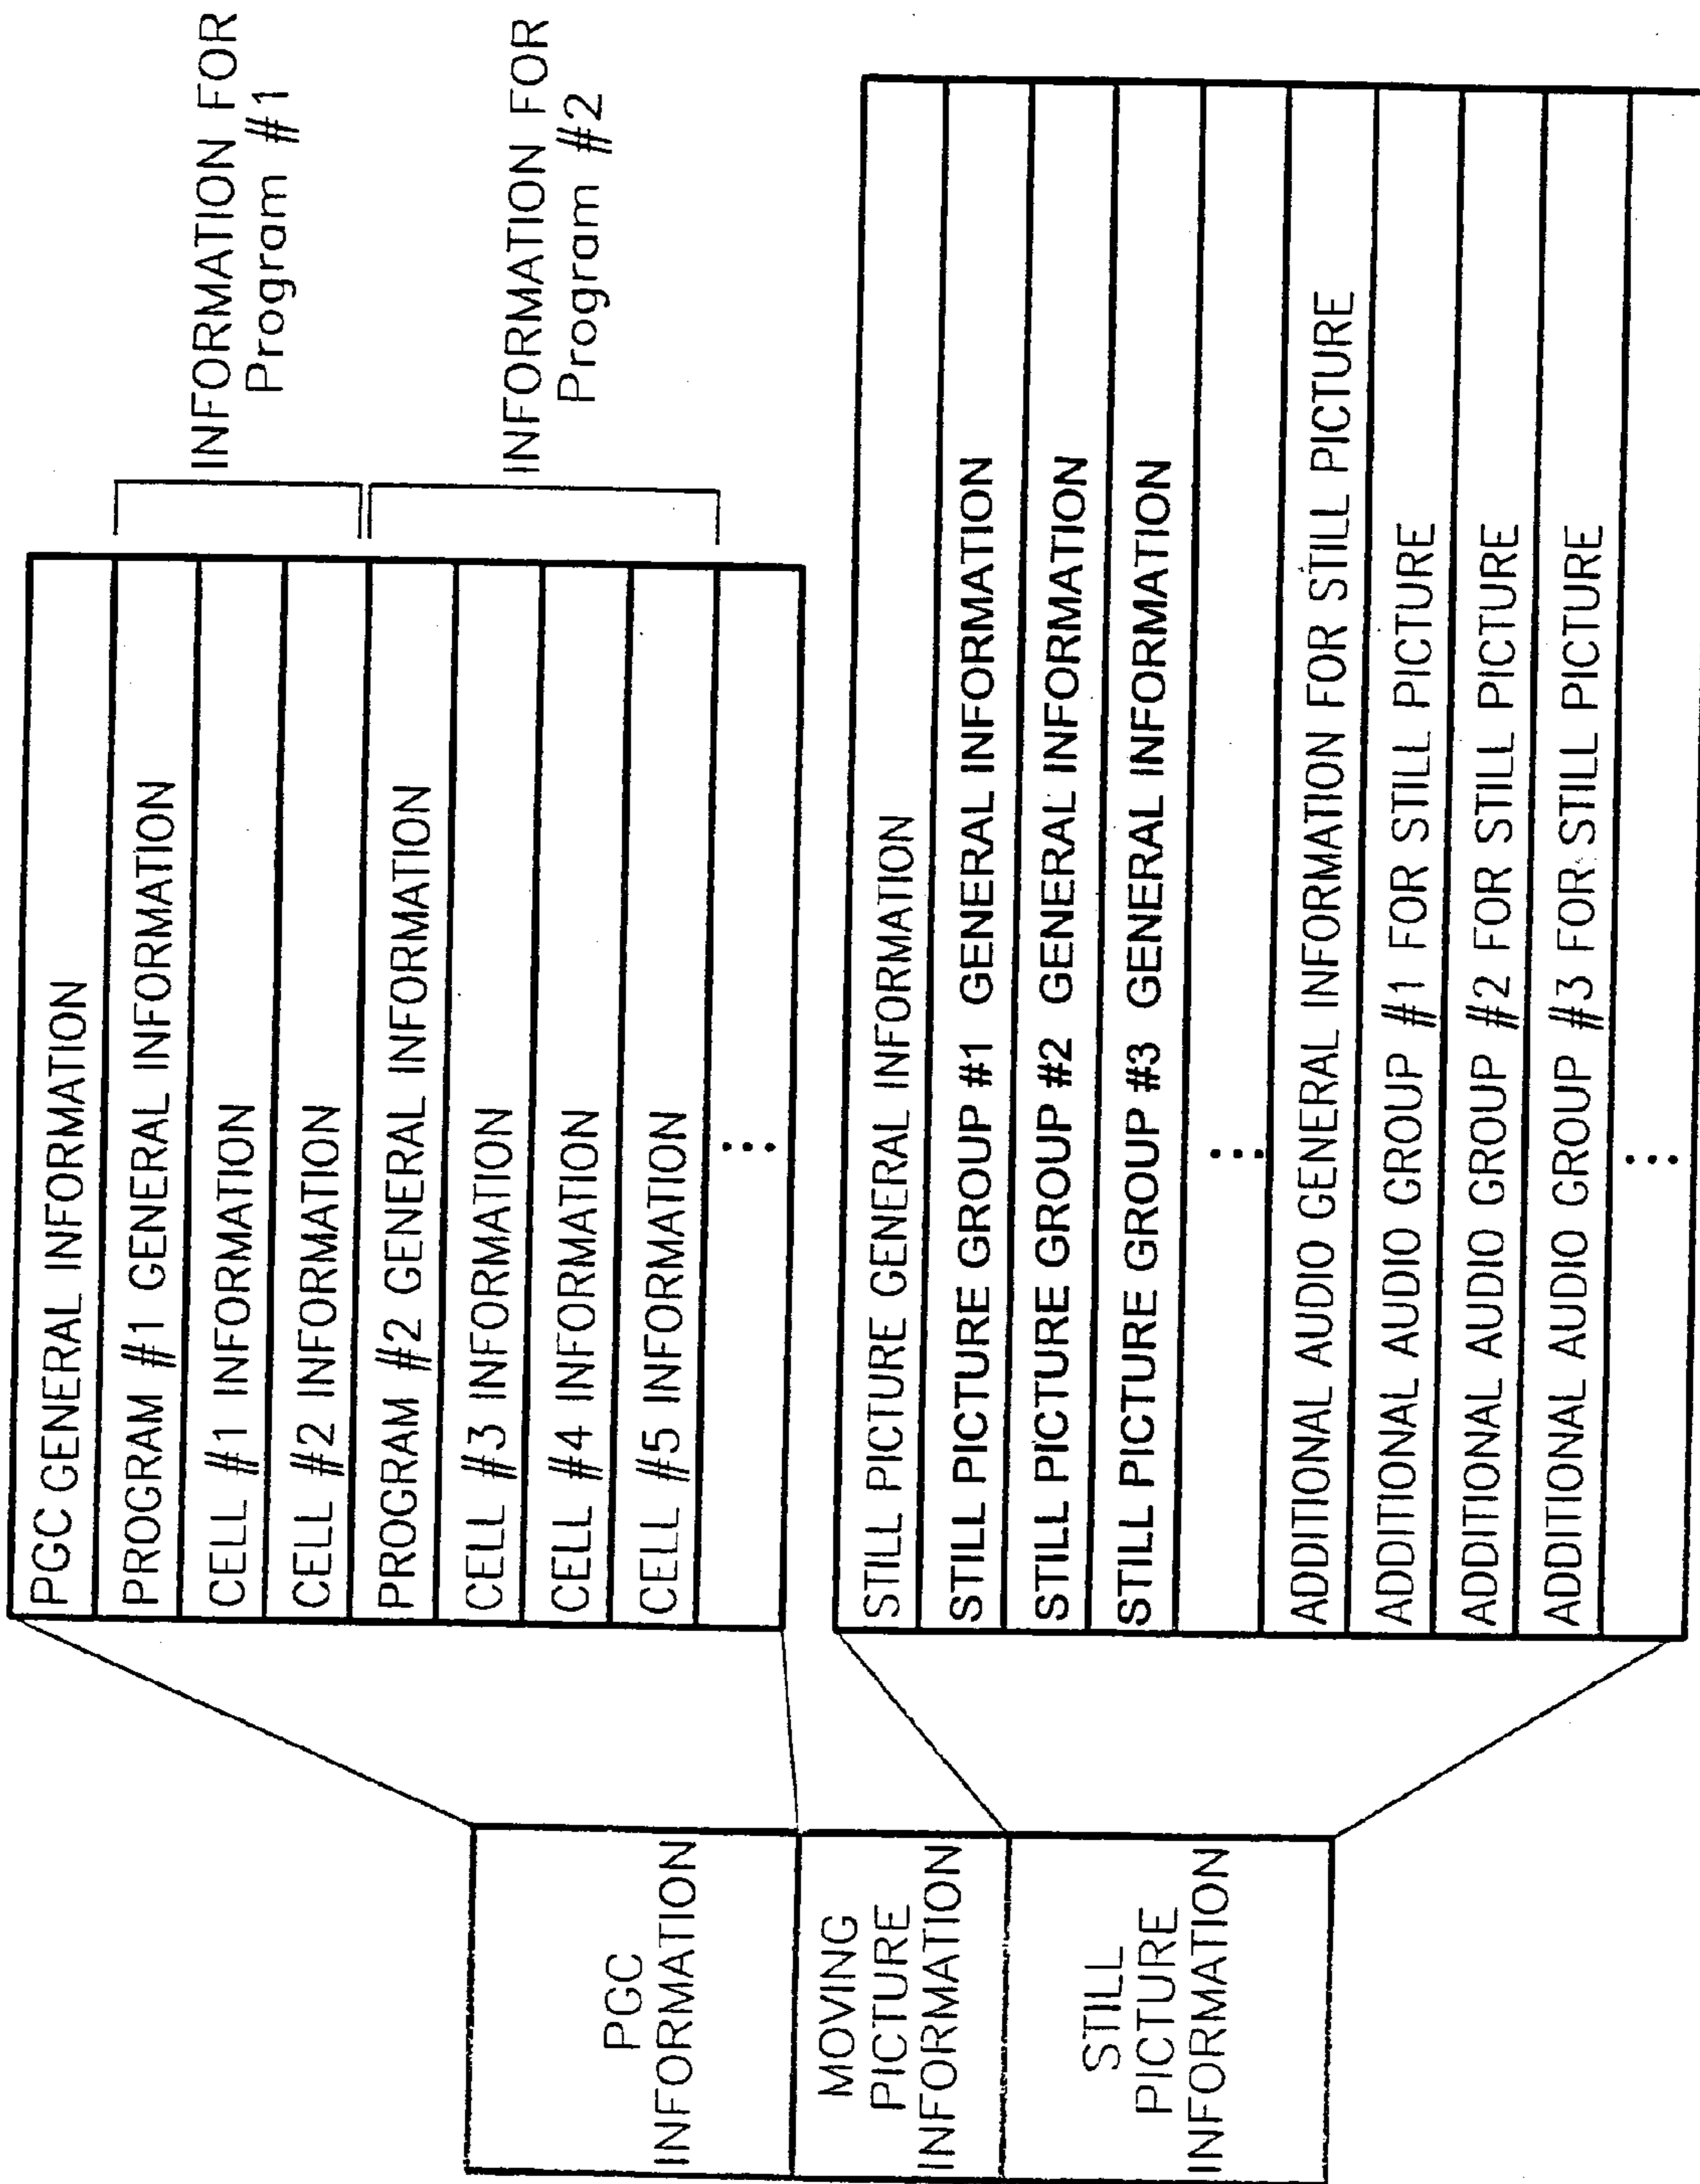 PGC
INFORMATION
MOVING
PICTURE
INFORMATION
STILL
PICTURE
INFORMATION
PGC GENERAL INFORMATION
PROGRAM #1 GENERAL INFORMATION
CELL #1 INFORMATION
CELL #2 INFORMATION
PROGRAM #2 GENERAL INFORMATION
CELL #3 INFORMATION
CELL #4 INFORMATION
CELL #5 INFORMATION
...
INFORMATION FOR
Program #1
INFORMATION FOR
Program #2
STILL PICTURE GENERAL INFORMATION
STILL PICTURE GROUP #1 GENERAL INFORMATION
STILL PICTURE GROUP #2 GENERAL INFORMATION
STILL PICTURE GROUP #3 GENERAL INFORMATION
...
ADDITIONAL AUDIO GENERAL INFORMATION FOR STILL PICTURE
ADDITIONAL AUDIO GROUP #1 FOR STILL PICTURE
ADDITIONAL AUDIO GROUP #2 FOR STILL PICTURE
ADDITIONAL AUDIO GROUP #3 FOR STILL PICTURE
...